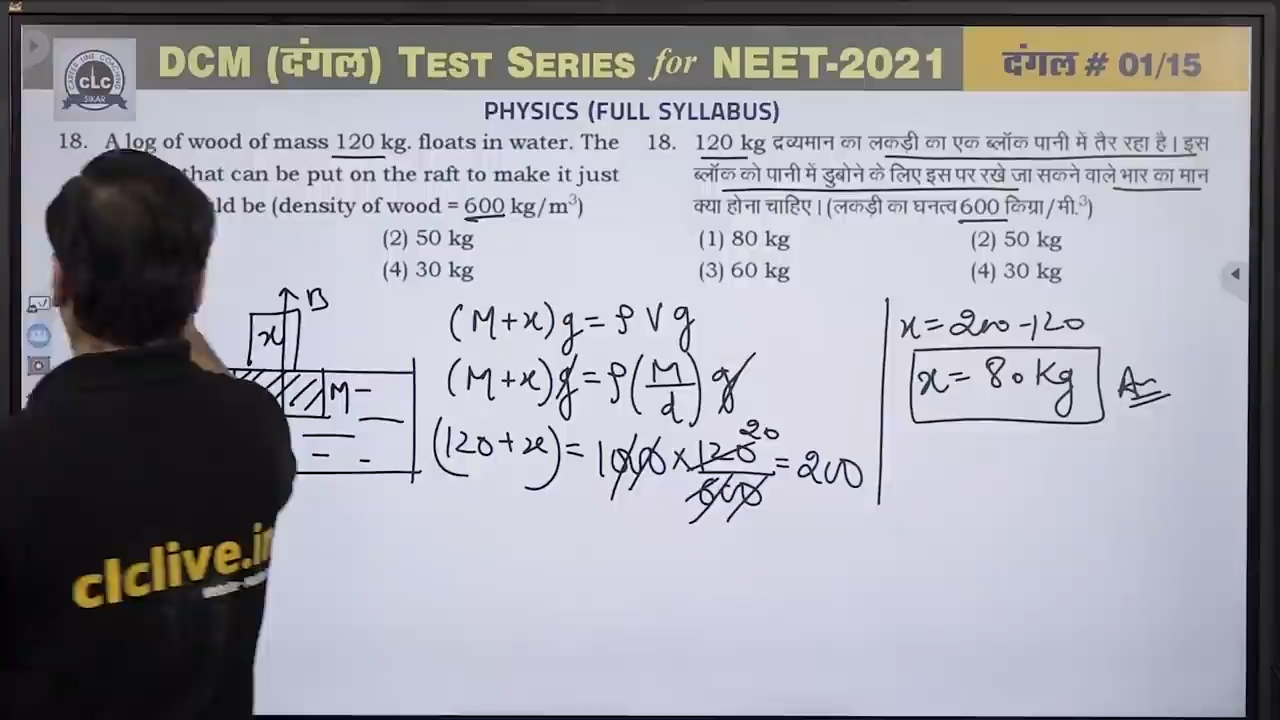 DCM (दंगल) TEST SERIES for NEET-2021
दंगल # 01/15
CLC
SIKAR
PHYSICS (FULL SYLLABUS)
18. A log of wood of mass 120 kg. floats in water. The
that can be put on the raft to make it just
ld be (density of wood = 600 kg/m³)
(2) 50 kg
(4) 30 kg
18. 120 kg द्रव्यमान का लकड़ी का एक ब्लॉक पानी में तैर रहा है। इस
ब्लॉक को पानी में डुबोने के लिए इस पर रखे जा सकने वाले भार का मान
क्या होना चाहिए। (लकड़ी का घनत्व 600 किग्रा/मी.³)
(1) 80 kg (2) 50 kg
(3) 60 kg (4) 30 kg
B
x
M
(M+x)g = ρVg
(M+x)g = ρ(M/d)g
(120+x) = 1000 × 120/600 = 200
20
x = 200-120
x = 80 kg Ans
clclive.in